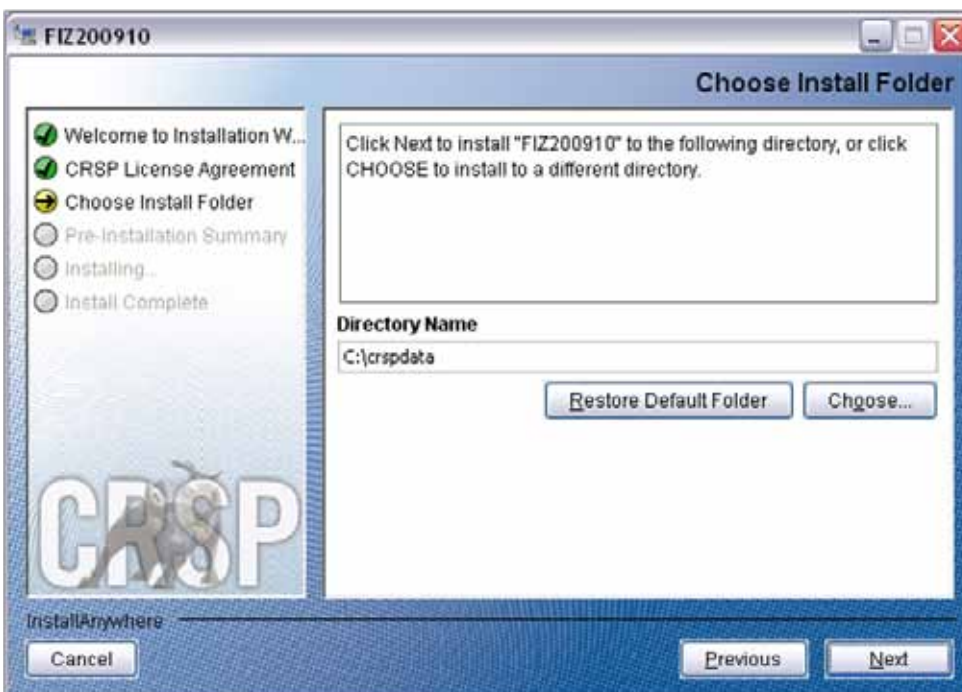 FIZ200910
Choose Install Folder
Welcome to Installation W...
CRSP License Agreement
Choose Install Folder
Pre-Installation Summary
Installing...
Install Complete
CRSP
Click Next to install "FIZ200910" to the following directory, or click
CHOOSE to install to a different directory.
Directory Name
C:\crspdata
Restore Default Folder
Choose...
InstallAnywhere
Cancel
Previous
Next